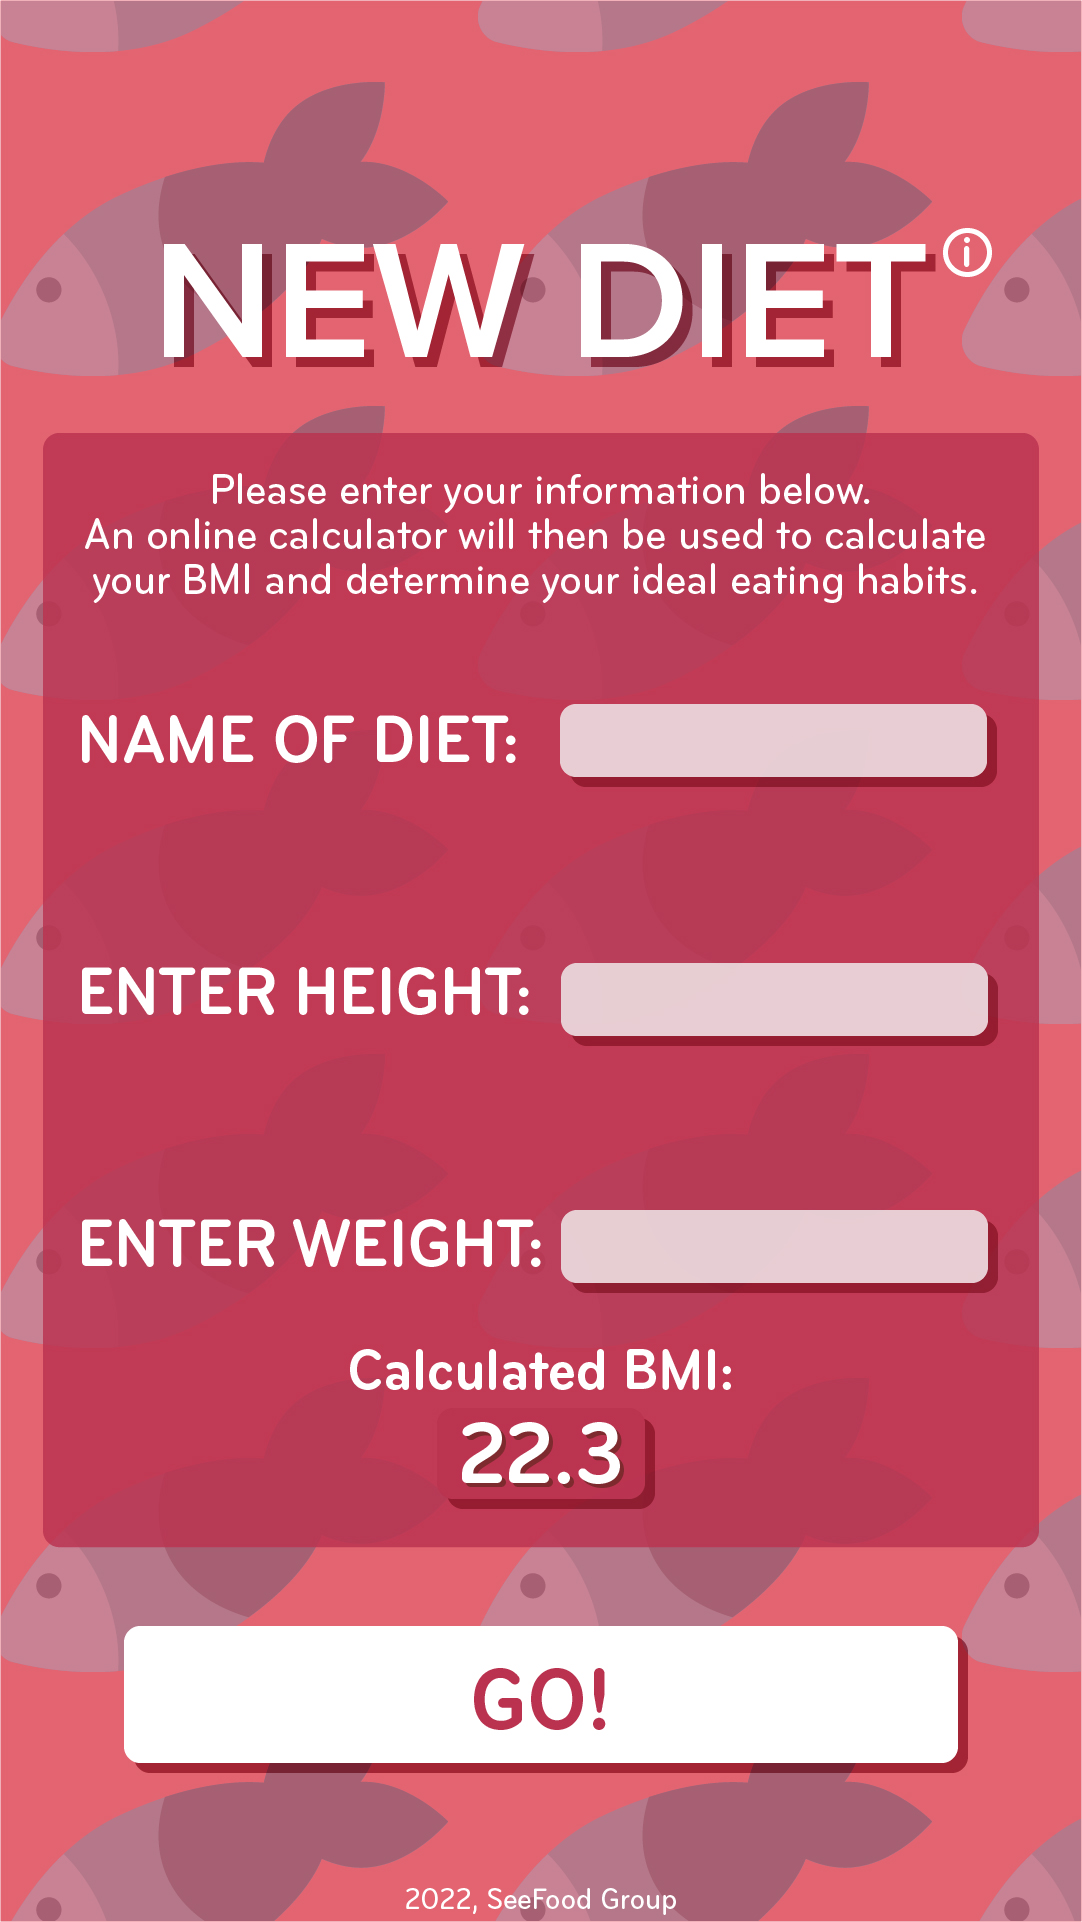 NEW DIET
i
Please enter your information below.
An online calculator will then be used to calculate
your BMI and determine your ideal eating habits.
NAME OF DIET:
ENTER HEIGHT:
ENTER WEIGHT:
Calculated BMI:
22.3
GO!
2022, SeeFood Group